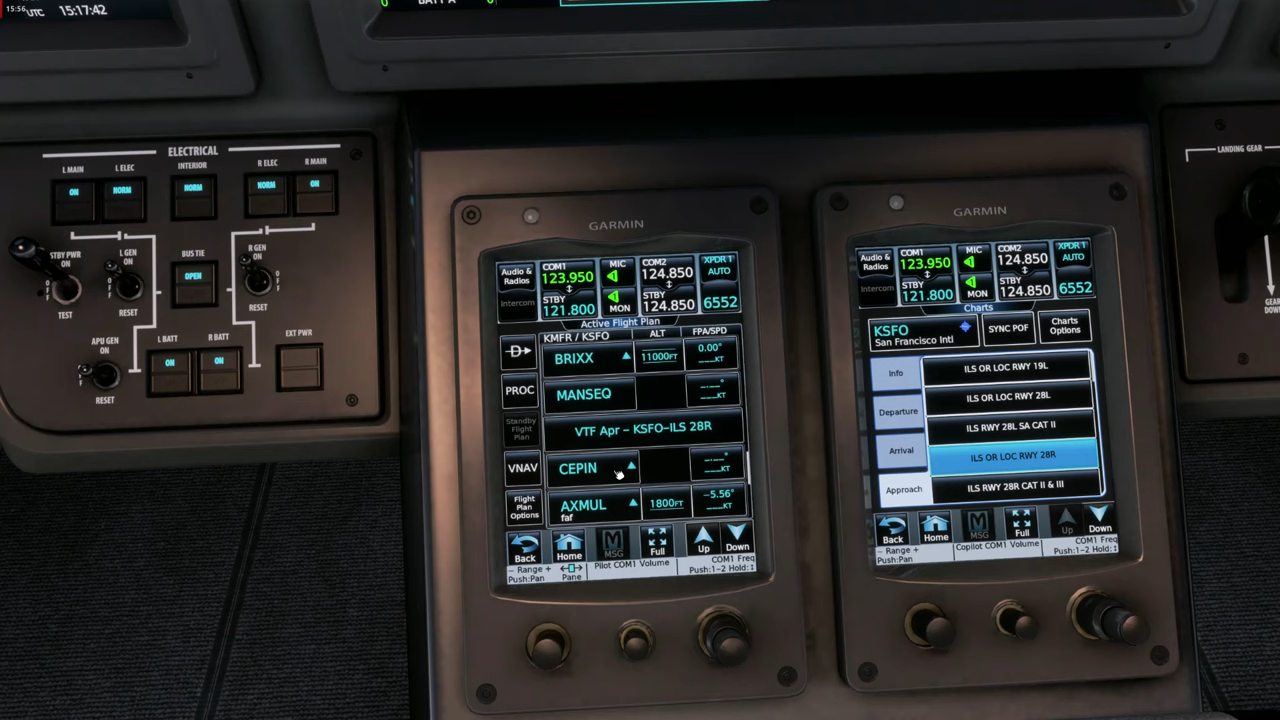 15:56
UTC 15:17:42
BATT A
ELECTRICAL
L MAIN
L ELEC
INTERIOR
R ELEC
R MAIN
ON
NORM
NORM
NORM
ON
STBY PWR
ON
OFF
TEST
L GEN
ON
OFF
RESET
BUS TIE
OPEN
R GEN
ON
OFF
RESET
APU GEN
ON
OFF
RESET
L BATT
ON
R BATT
ON
EXT PWR
GARMIN
Audio & Radios
Intercom
COM1
123.950
STBY
121.800
MIC
MON
COM2
124.850
STBY
124.850
XPDR 1
AUTO
6552
Active Flight Plan
KMFR / KSFO
ALT
FPA/SPD
PROC
Standby Flight Plan
VNAV
Flight Plan Options
BRIXX
11000FT
0.00°
___KT
MANSEQ
-.--°
___KT
VTF Apr – KSFO–ILS 28R
CEPIN
-.--°
___KT
AXMUL
faf
1800FT
-5.56°
___KT
Back
Home
MSG
Full
Up
Down
– Range +
Push:Pan
Pane
Pilot COM1 Volume
COM1 Freq
Push:1–2 Hold:↕
GARMIN
Audio & Radios
Intercom
COM1
123.950
STBY
121.800
MIC
MON
COM2
124.850
STBY
124.850
XPDR 1
AUTO
6552
Charts
KSFO
San Francisco Intl
SYNC POF
Charts Options
Info
Departure
Arrival
Approach
ILS OR LOC RWY 19L
ILS OR LOC RWY 28L
ILS RWY 28L SA CAT II
ILS OR LOC RWY 28R
ILS RWY 28R CAT II & III
Back
Home
MSG
Full
Up
Down
– Range +
Push:Pan
Copilot COM1 Volume
COM1 Freq
Push:1–2 Hold:↕
LANDING GEAR